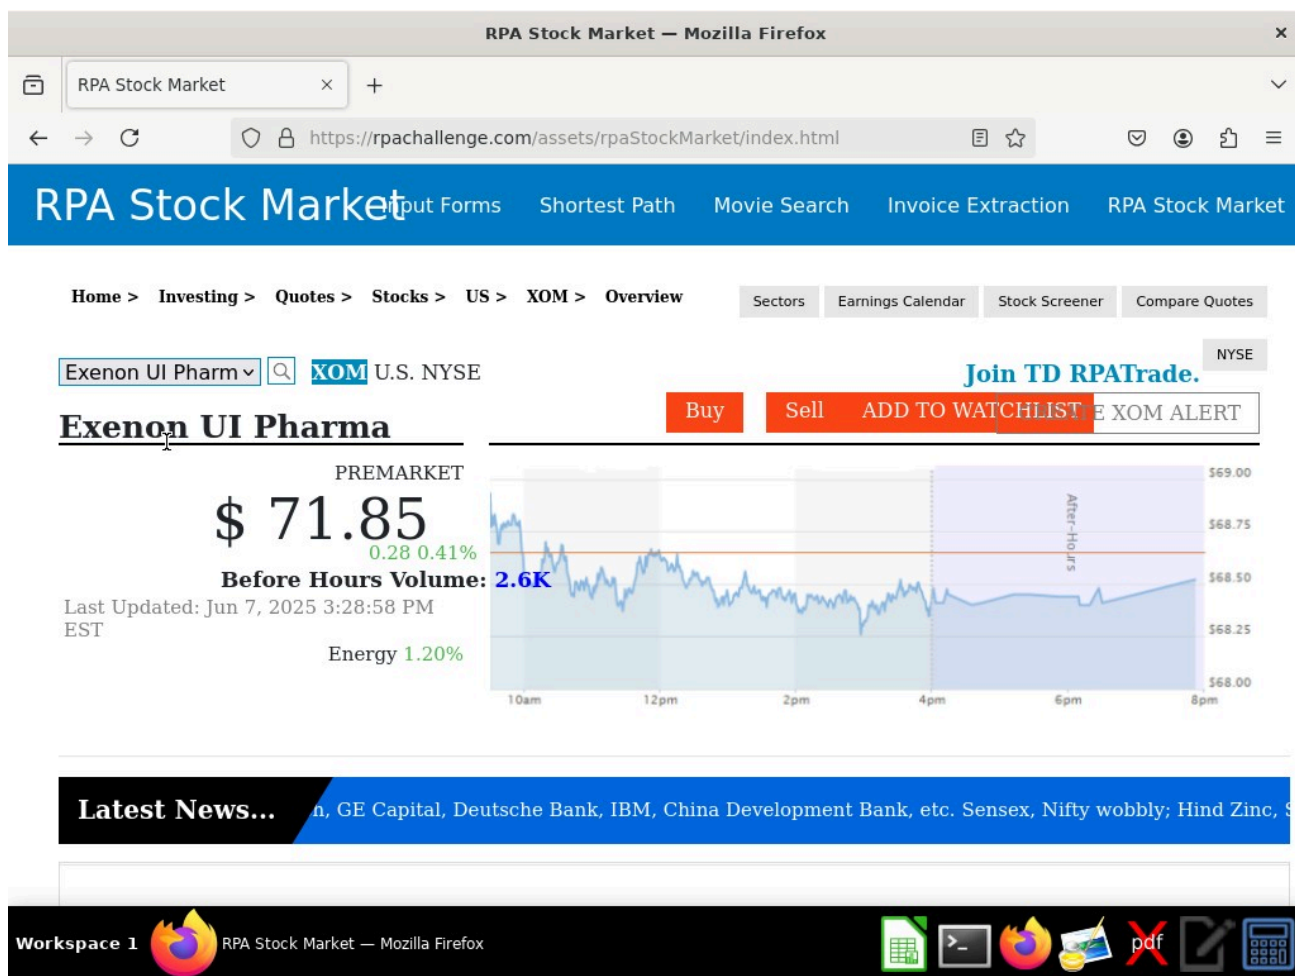 RPA Stock Market — Mozilla Firefox
RPA Stock Market
https://rpachallenge.com/assets/rpaStockMarket/index.html
RPA Stock Market Input Forms Shortest Path Movie Search Invoice Extraction RPA Stock Market
Home > Investing > Quotes > Stocks > US > XOM > Overview
Sectors Earnings Calendar Stock Screener Compare Quotes
NYSE
Exenon UI Pharm XOM U.S. NYSE
Join TD RPATrade.
Buy Sell ADD TO WATCHLIST CREATE XOM ALERT
Exenon UI Pharma
PREMARKET
$ 71.85
0.28 0.41%
Before Hours Volume: 2.6K
Last Updated: Jun 7, 2025 3:28:58 PM
EST
Energy 1.20%
After-Hours
$69.00
$68.75
$68.50
$68.25
$68.00
10am 12pm 2pm 4pm 6pm 8pm
Latest News... n, GE Capital, Deutsche Bank, IBM, China Development Bank, etc. Sensex, Nifty wobbly; Hind Zinc,
Workspace 1 RPA Stock Market — Mozilla Firefox
pdf